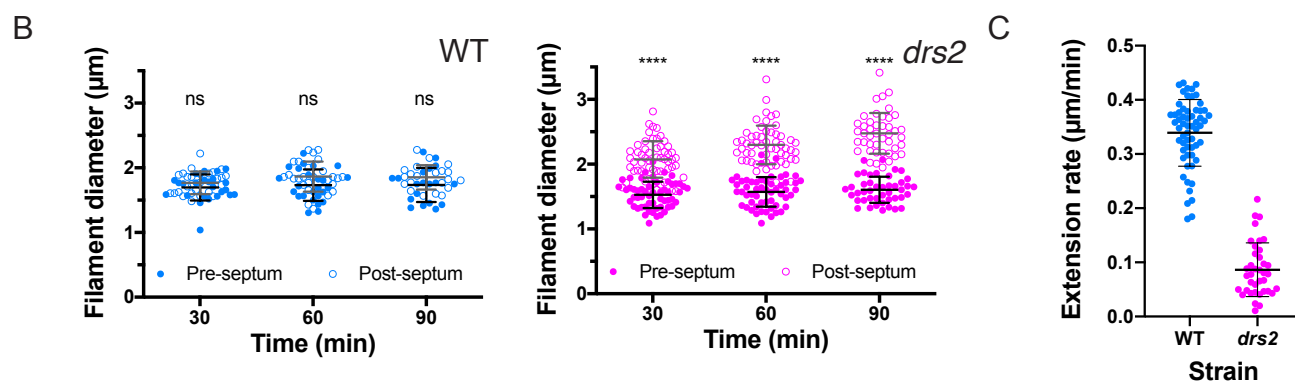 B
WT
Filament diameter (µm)
3
2
1
0
ns
ns
ns
Pre-septum
Post-septum
30
60
90
Time (min)
drs2
Filament diameter (µm)
3
2
1
0
****
****
****
Pre-septum
Post-septum
30
60
90
Time (min)
C
Extension rate (µm/min)
0.5
0.4
0.3
0.2
0.1
0.0
WT
drs2
Strain